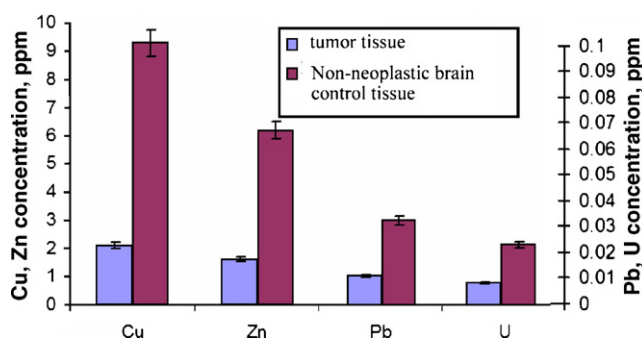 Cu, Zn concentration, ppm
10
9
8
7
6
5
4
3
2
1
0
tumor tissue
Non-neoplastic brain
control tissue
0.1
0.09
0.08
0.07
0.06
0.05
0.04
0.03
0.02
0.01
0
Pb, U concentration, ppm
Cu
Zn
Pb
U